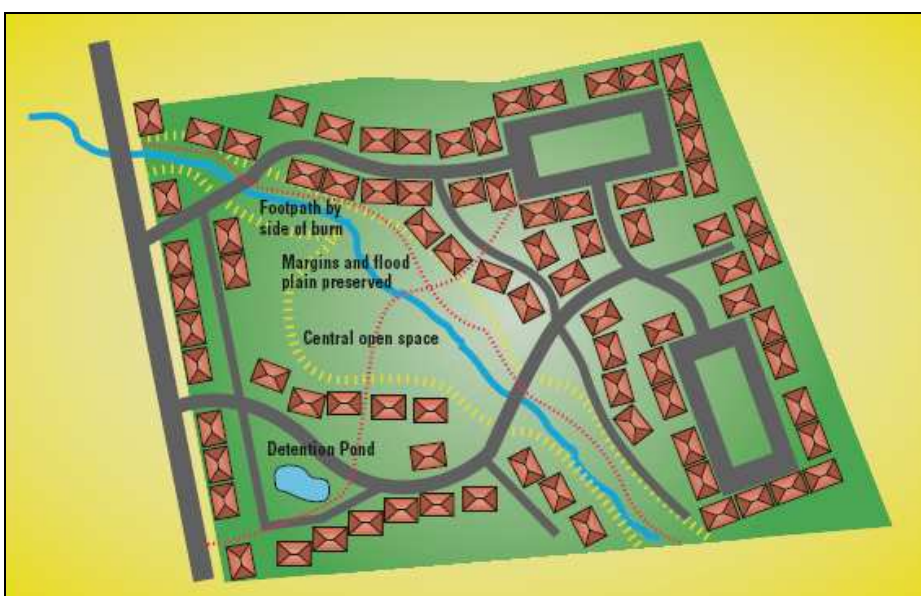 Footpath by
side of burn
Margins and flood
plain preserved
Central open space
Detention Pond